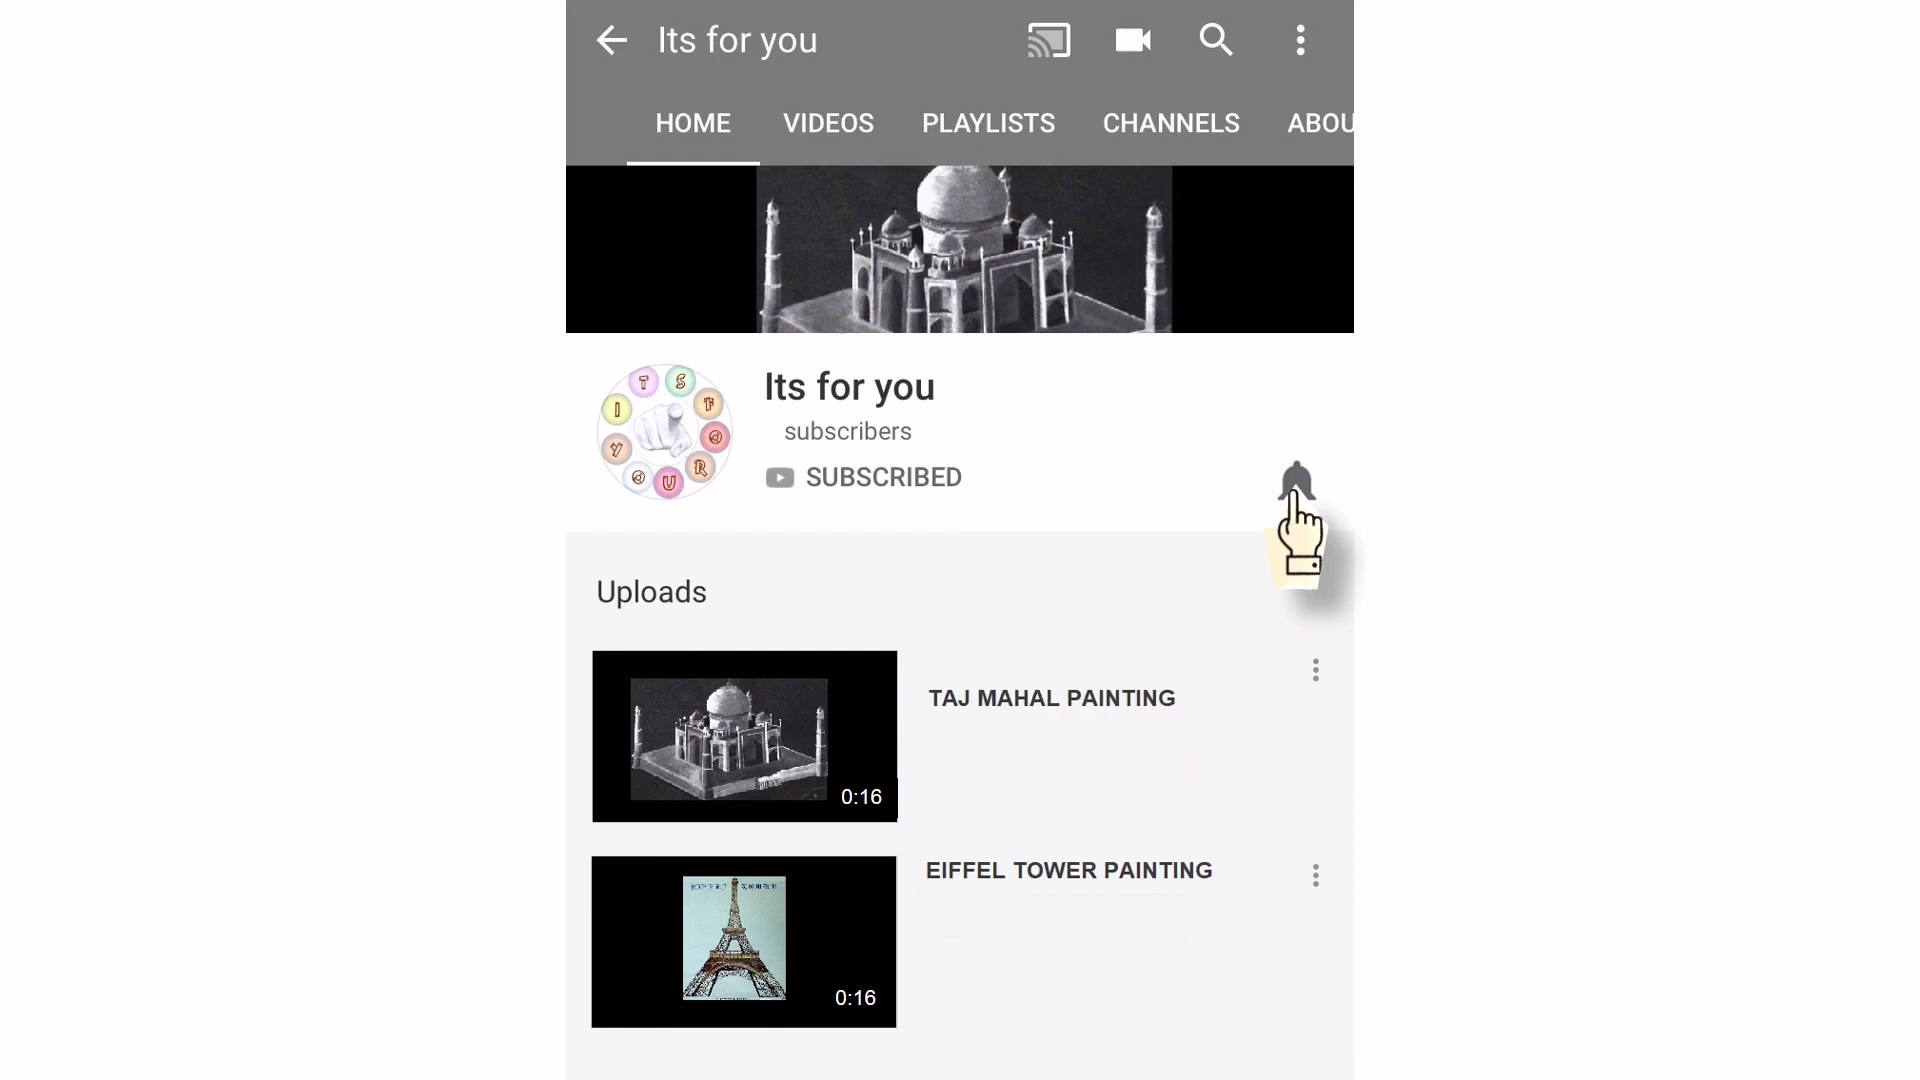 Its for you
HOME VIDEOS PLAYLISTS CHANNELS ABOU
I T S F O R Y O U
Its for you
subscribers
SUBSCRIBED
Uploads
TAJ MAHAL PAINTING
0:16
EIFFEL TOWER PAINTING
0:16